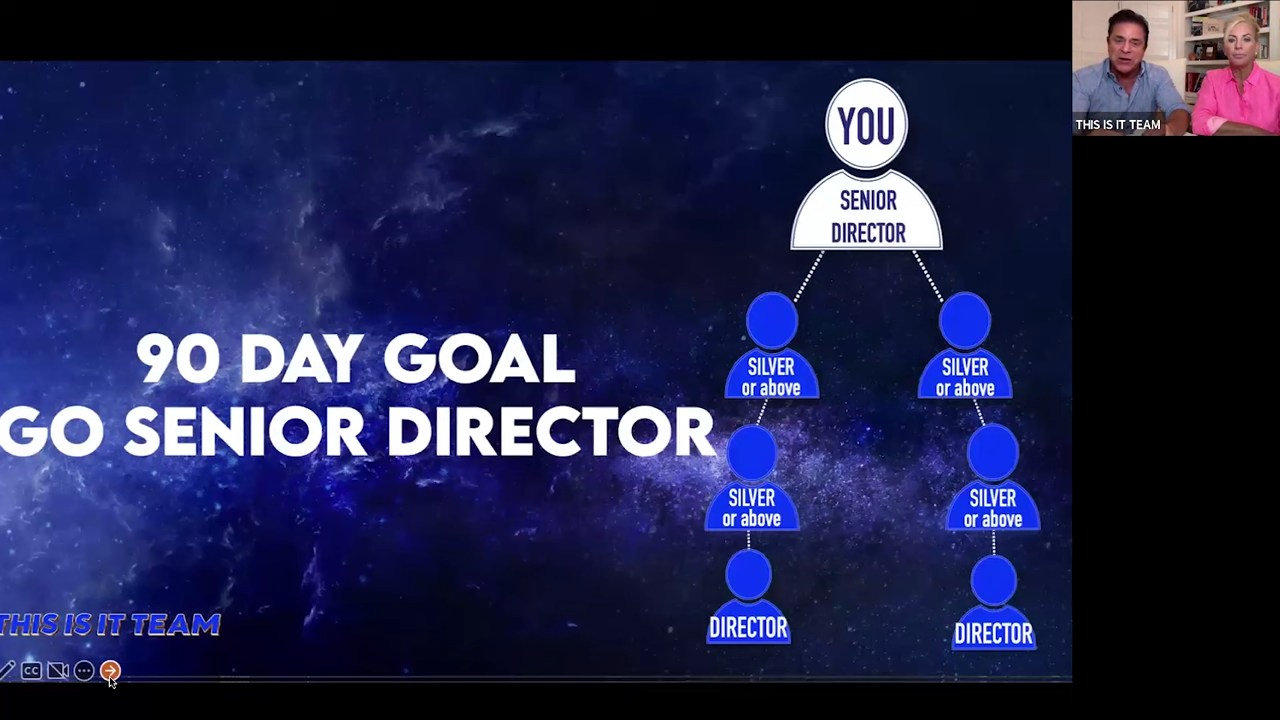 YOU
SENIOR
DIRECTOR
90 DAY GOAL
GO SENIOR DIRECTOR
SILVER
or above
SILVER
or above
SILVER
or above
SILVER
or above
DIRECTOR
DIRECTOR
THIS IS IT TEAM
CC
THIS IS IT TEAM